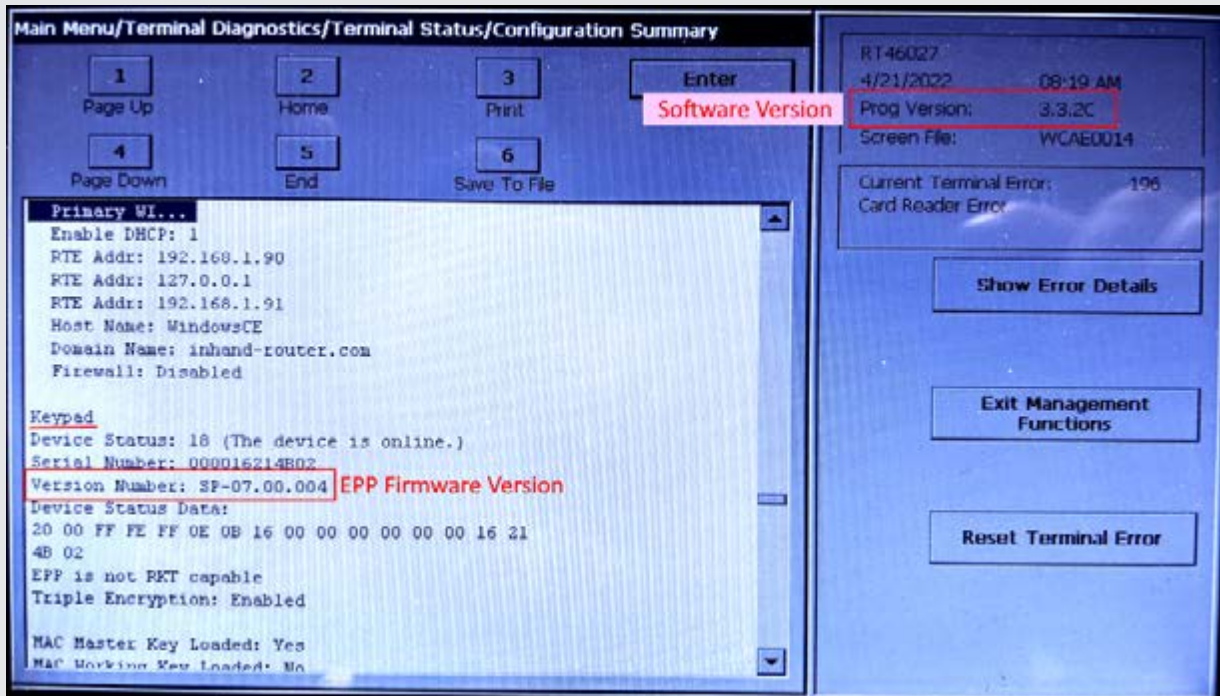 Main Menu/Terminal Diagnostics/Terminal Status/Configuration Summary
1
Page Up
2
Home
3
Print
Enter
4
Page Down
5
End
6
Save To File
Primary WI...
Enable DHCP: 1
RTE Addr: 192.168.1.90
RTE Addr: 127.0.0.1
RTE Addr: 192.168.1.91
Host Name: WindowsCE
Domain Name: inhand-router.com
Firewall: Disabled
Keypad
Device Status: 18 (The device is online.)
Serial Number: 000016214B02
Version Number: SP-07.00.004 EPP Firmware Version
Device Status Data:
20 00 FF FE FF 0E 0B 16 00 00 00 00 00 00 16 21
4B 02
EPP is not RKT capable
Triple Encryption: Enabled
MAC Master Key Loaded: Yes
MAC Working Key Loaded: No
RT46027
4/21/2022 08:19 AM
Software Version Prog Version: 3.3.2C
Screen File: WCAE0014
Current Terminal Error: 196
Card Reader Error
Show Error Details
Exit Management
Functions
Reset Terminal Error